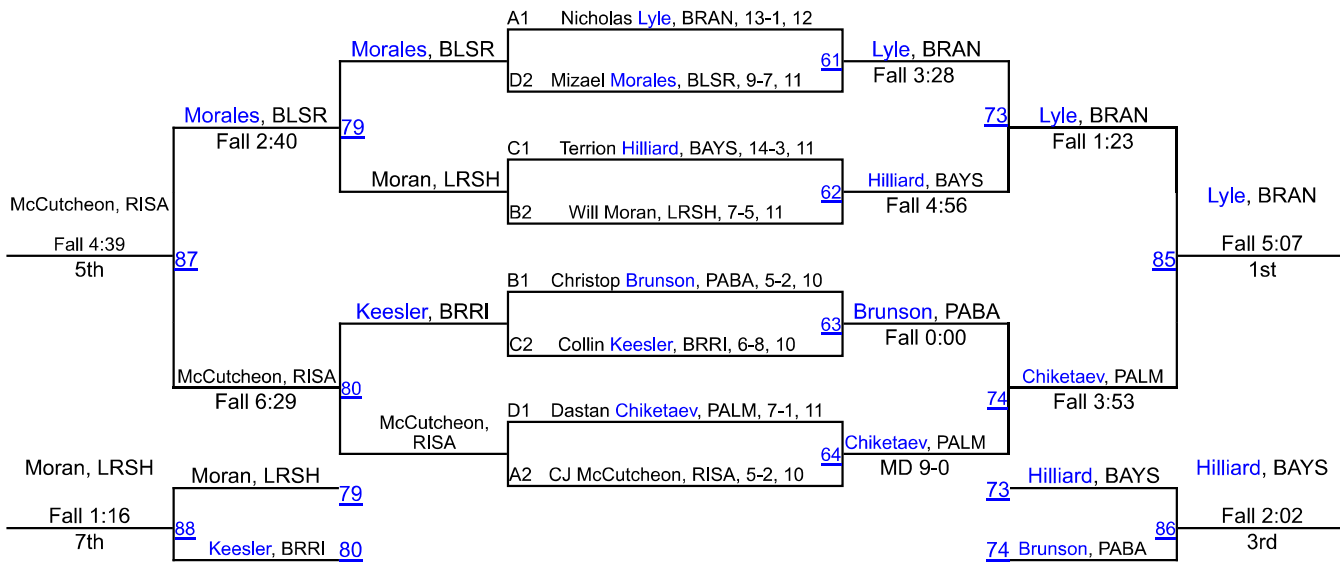 A1 Nicholas Lyle, BRAN, 13-1, 12
Morales, BLSR
61
Lyle, BRAN
Fall 3:28
D2 Mizael Morales, BLSR, 9-7, 11
Morales, BLSR
Fall 2:40
79
73
Lyle, BRAN
Fall 1:23
C1 Terrion Hilliard, BAYS, 14-3, 11
Moran, LRSH
62
Hilliard, BAYS
Fall 4:56
B2 Will Moran, LRSH, 7-5, 11
McCutcheon, RISA
Fall 4:39
5th
87
85
Lyle, BRAN
Fall 5:07
1st
B1 Christop Brunson, PABA, 5-2, 10
Keesler, BRRI
63
Brunson, PABA
Fall 0:00
C2 Collin Keesler, BRRI, 6-8, 10
McCutcheon, RISA
Fall 6:29
80
74
Chiketaev, PALM
Fall 3:53
D1 Dastan Chiketaev, PALM, 7-1, 11
McCutcheon,
RISA
64
Chiketaev, PALM
MD 9-0
A2 CJ McCutcheon, RISA, 5-2, 10
Moran, LRSH
Fall 1:16
7th
Moran, LRSH
79
88
Keesler, BRRI
80
73
Hilliard, BAYS
86
74
Brunson, PABA
Hilliard, BAYS
Fall 2:02
3rd